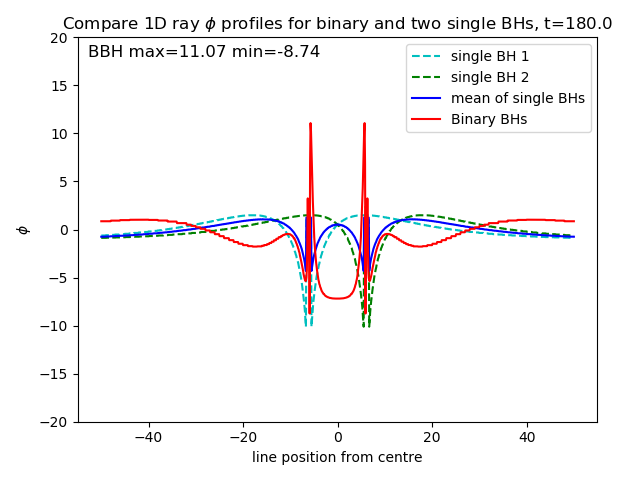 Compare 1D ray ϕ profiles for binary and two single BHs, t=180.0
BBH max=11.07 min=-8.74
single BH 1
single BH 2
mean of single BHs
Binary BHs
20
15
10
5
0
−5
−10
−15
−20
ϕ
−40
−20
0
20
40
line position from centre